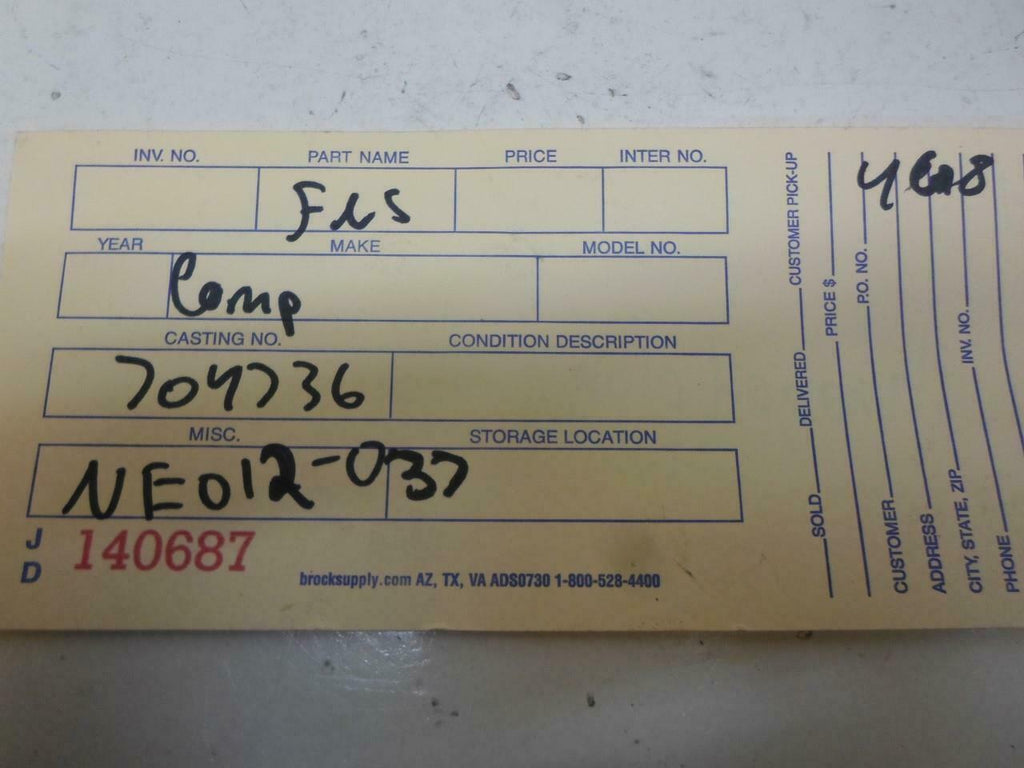 INV. NO. PART NAME PRICE INTER NO.
YEAR MAKE MODEL NO.
Comp
CASTING NO. CONDITION DESCRIPTION
704736
MISC. STORAGE LOCATION
NE012-037
J D 140687
brocksupply.com AZ, TX, VA ADS0730 1-800-528-4400
SOLD DELIVERED CUSTOMER PICK-UP
PRICE $
P.O. NO.
CUSTOMER
ADDRESS
CITY, STATE, ZIP INV. NO.
PHONE